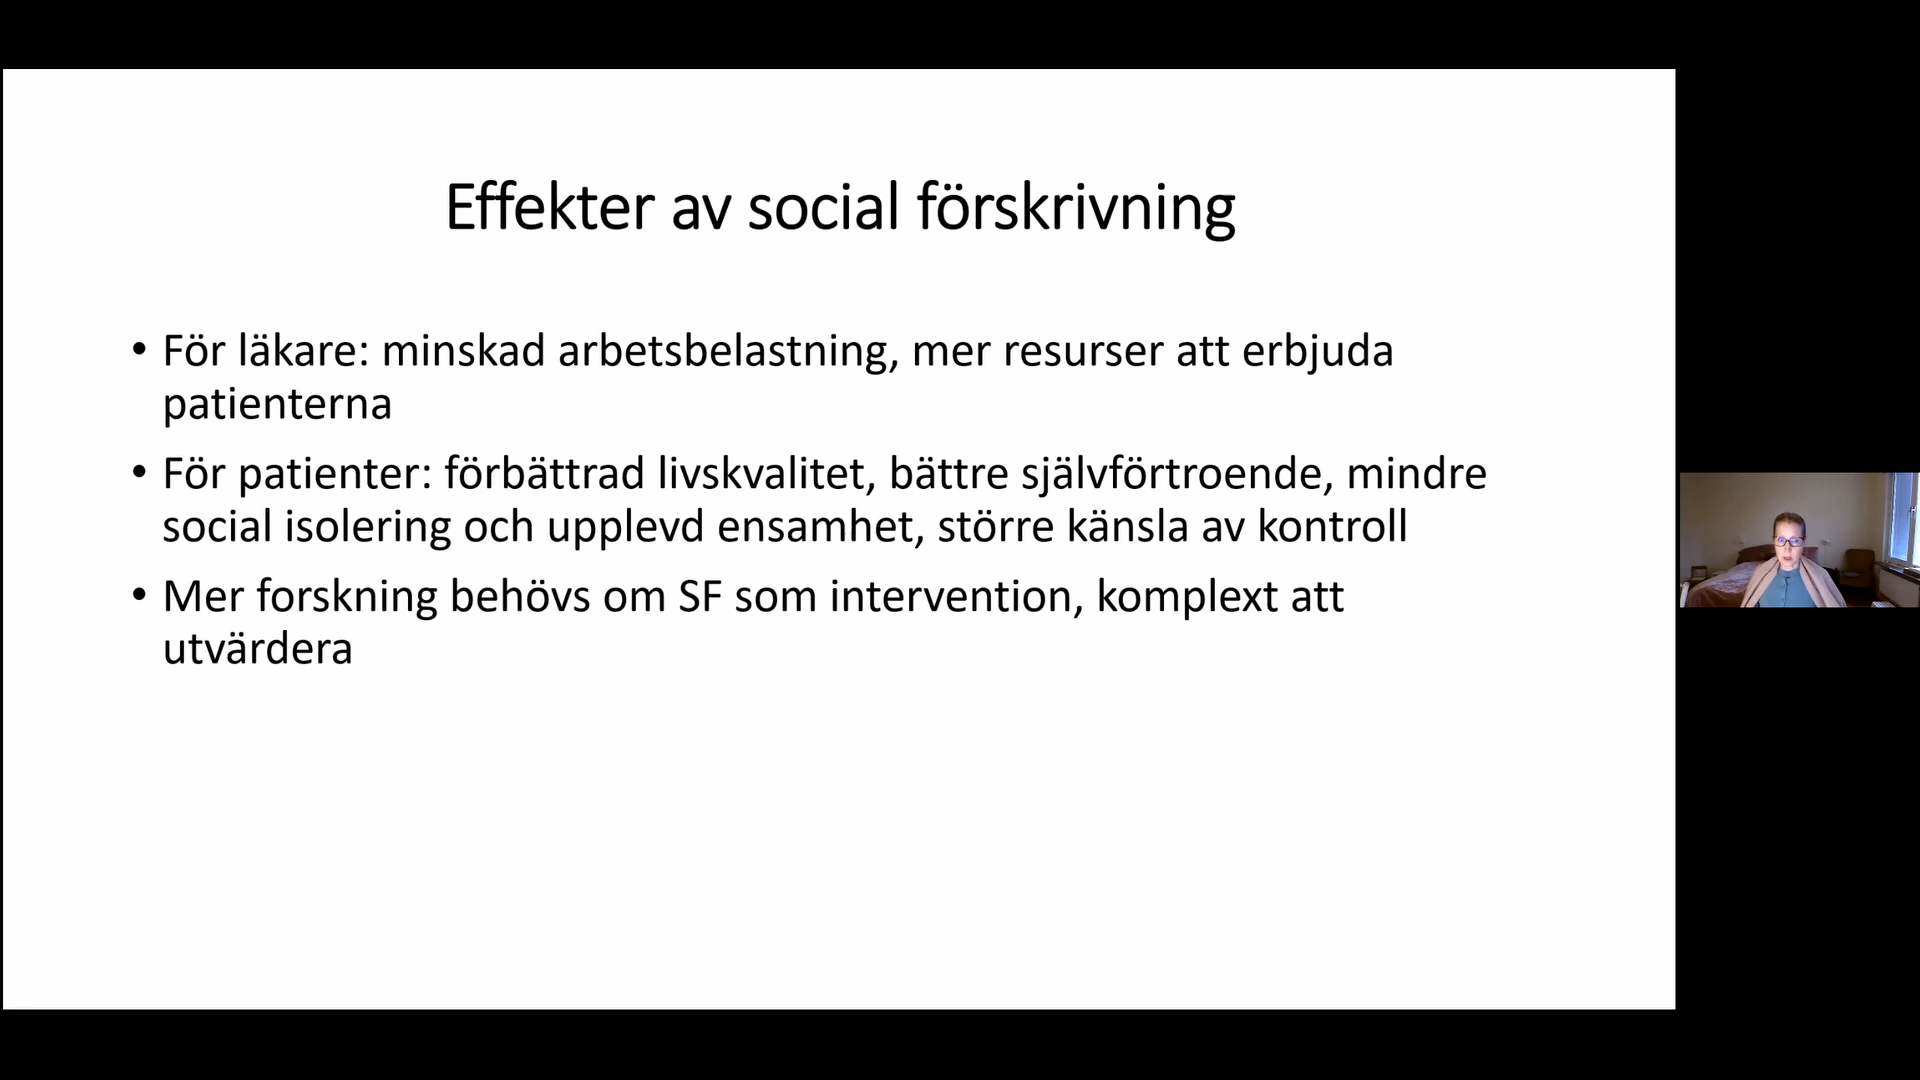 Effekter av social förskrivning
• För läkare: minskad arbetsbelastning, mer resurser att erbjuda
patienterna
• För patienter: förbättrad livskvalitet, bättre självförtroende, mindre
social isolering och upplevd ensamhet, större känsla av kontroll
• Mer forskning behövs om SF som intervention, komplext att
utvärdera